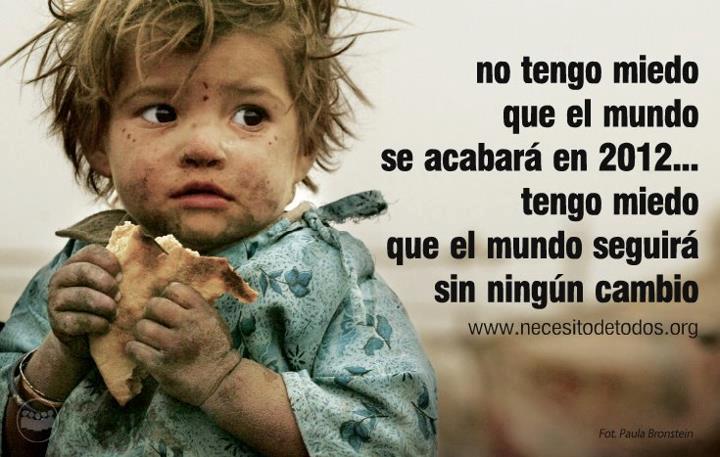 no tengo miedo
que el mundo
se acabará en 2012...
tengo miedo
que el mundo seguirá
sin ningún cambio
www.necesitodetodos.org
Fot. Paula Bronstein